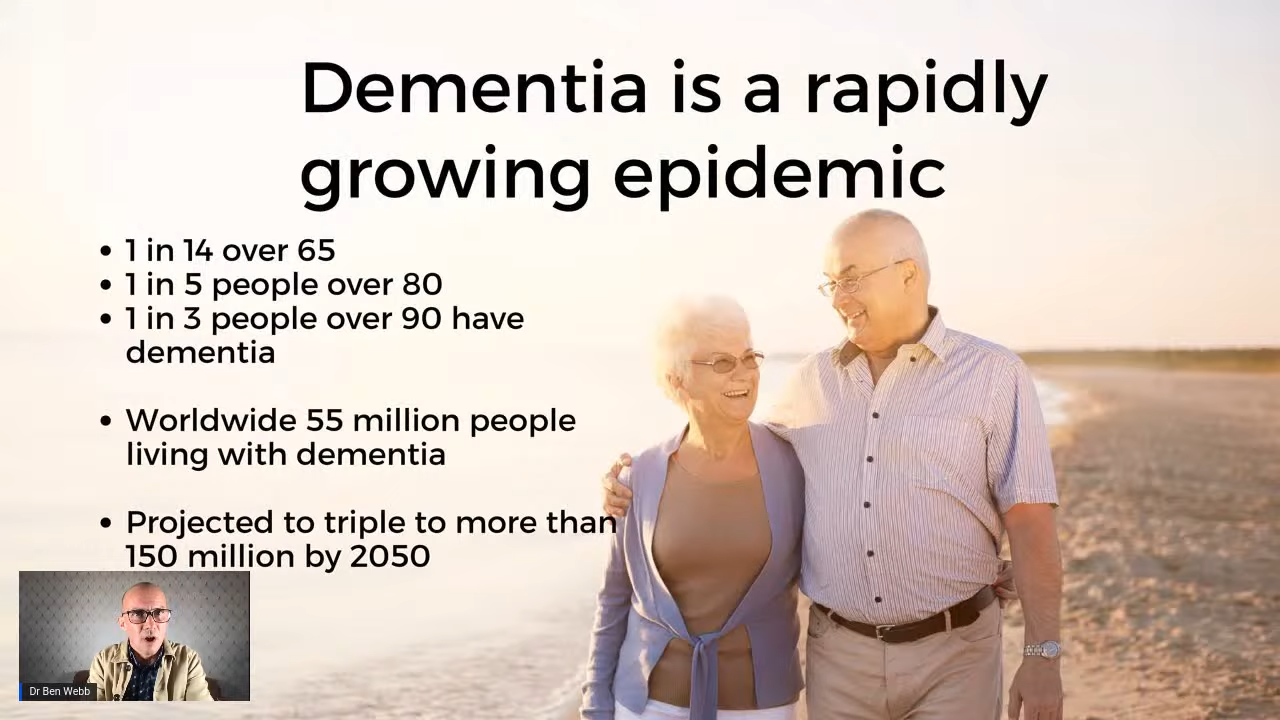 Dementia is a rapidly
growing epidemic
• 1 in 14 over 65
• 1 in 5 people over 80
• 1 in 3 people over 90 have
dementia
• Worldwide 55 million people
living with dementia
• Projected to triple to more than
150 million by 2050
Dr Ben Webb